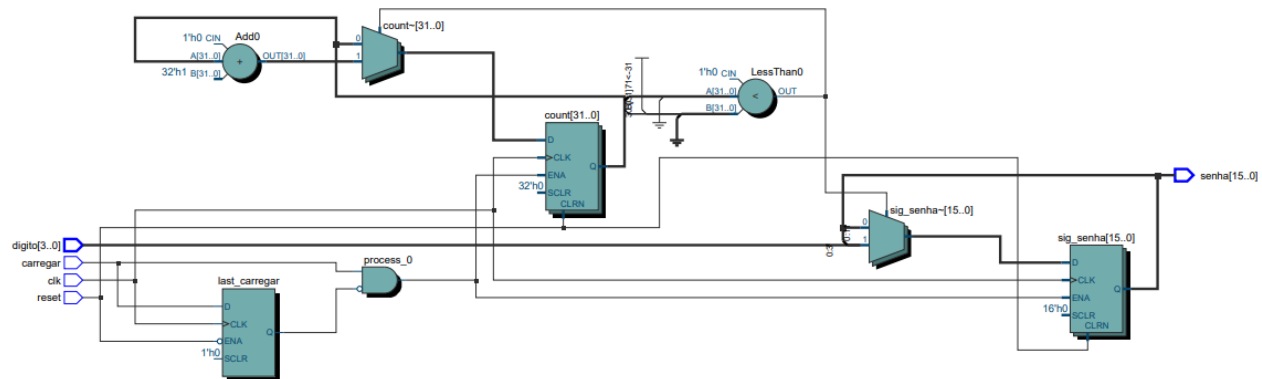 count~[31..0]
1'h0 CIN
Add0
A[31..0]
OUT[31..0]
+
32'h1 B[31..0]
0
1
1'h0 CIN
LessThan0
A[31..0]
<
OUT
B[31..0]
count[31..0]
D
CLK
Q
ENA
32'h0
SCLR
CLRN
senha[15..0]
sig_senha~[15..0]
0
1
0:3
digito[3..0]
carregar
clk
reset
process_0
last_carregar
D
CLK
Q
ENA
1'h0
SCLR
sig_senha[15..0]
D
CLK
Q
ENA
16'h0
SCLR
CLRN